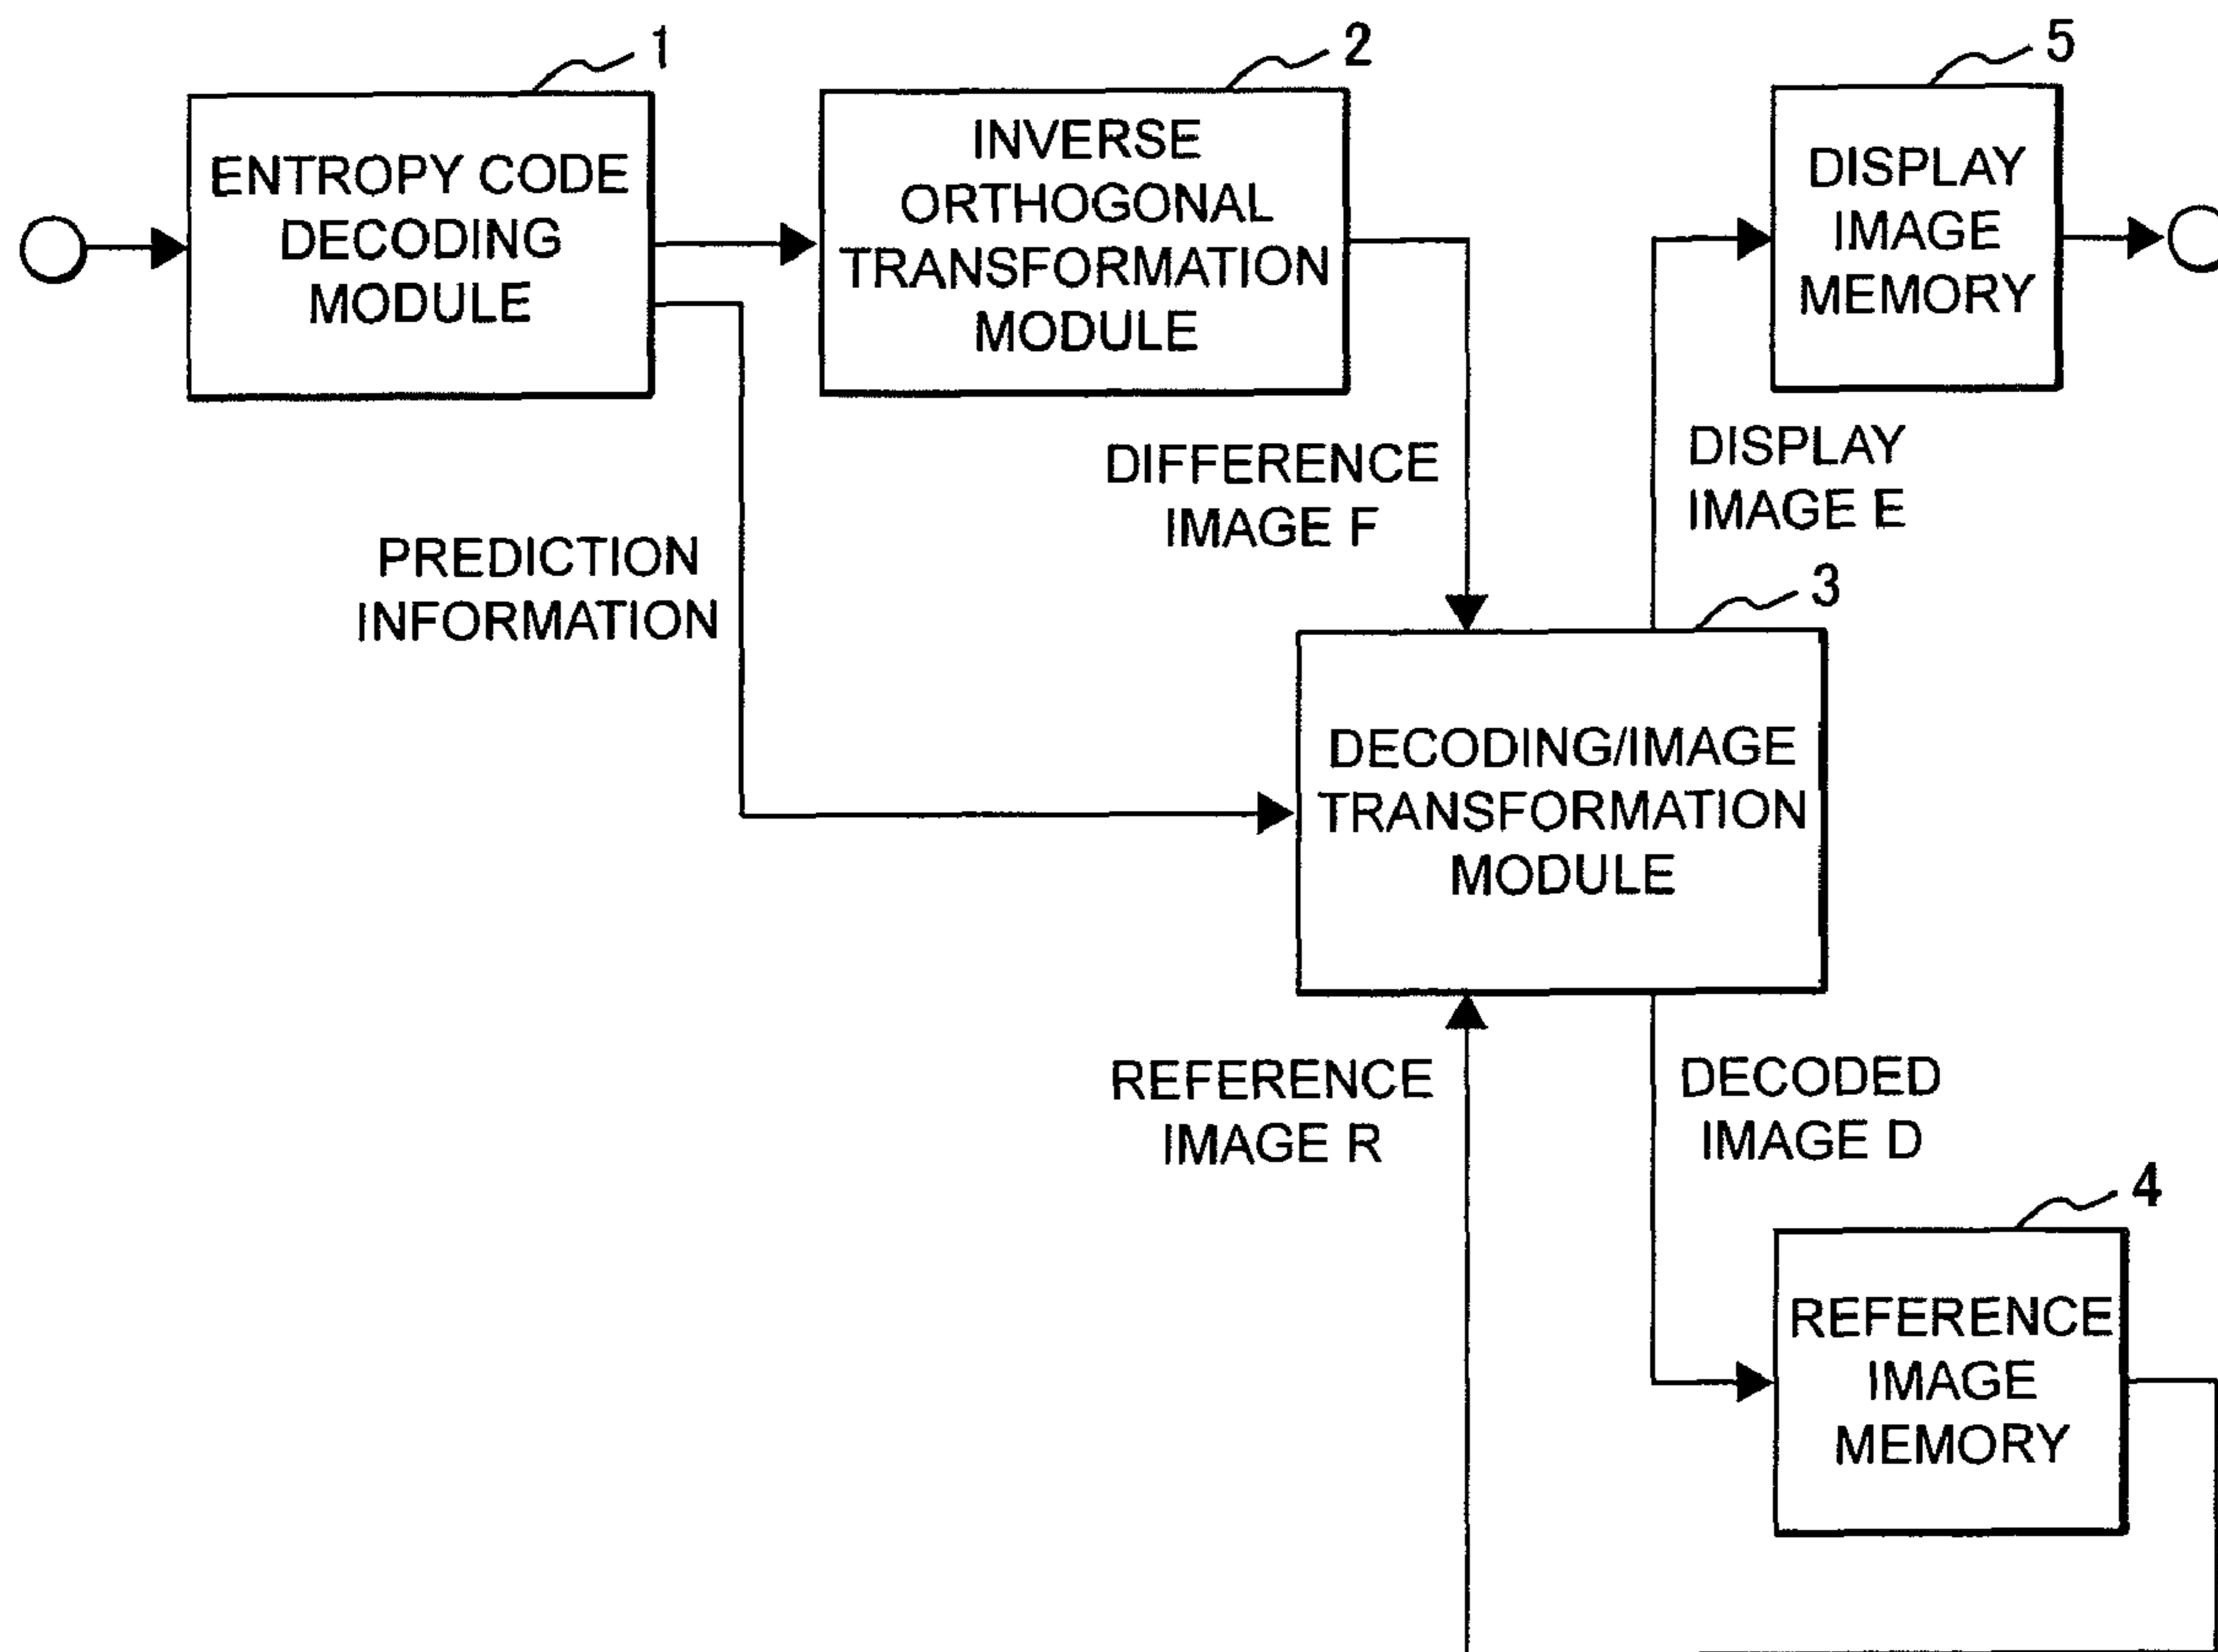 1
ENTROPY CODE
DECODING
MODULE
2
INVERSE
ORTHOGONAL
TRANSFORMATION
MODULE
5
DISPLAY
IMAGE
MEMORY
PREDICTION
INFORMATION
DIFFERENCE
IMAGE F
DISPLAY
IMAGE E
3
DECODING/IMAGE
TRANSFORMATION
MODULE
REFERENCE
IMAGE R
DECODED
IMAGE D
4
REFERENCE
IMAGE
MEMORY